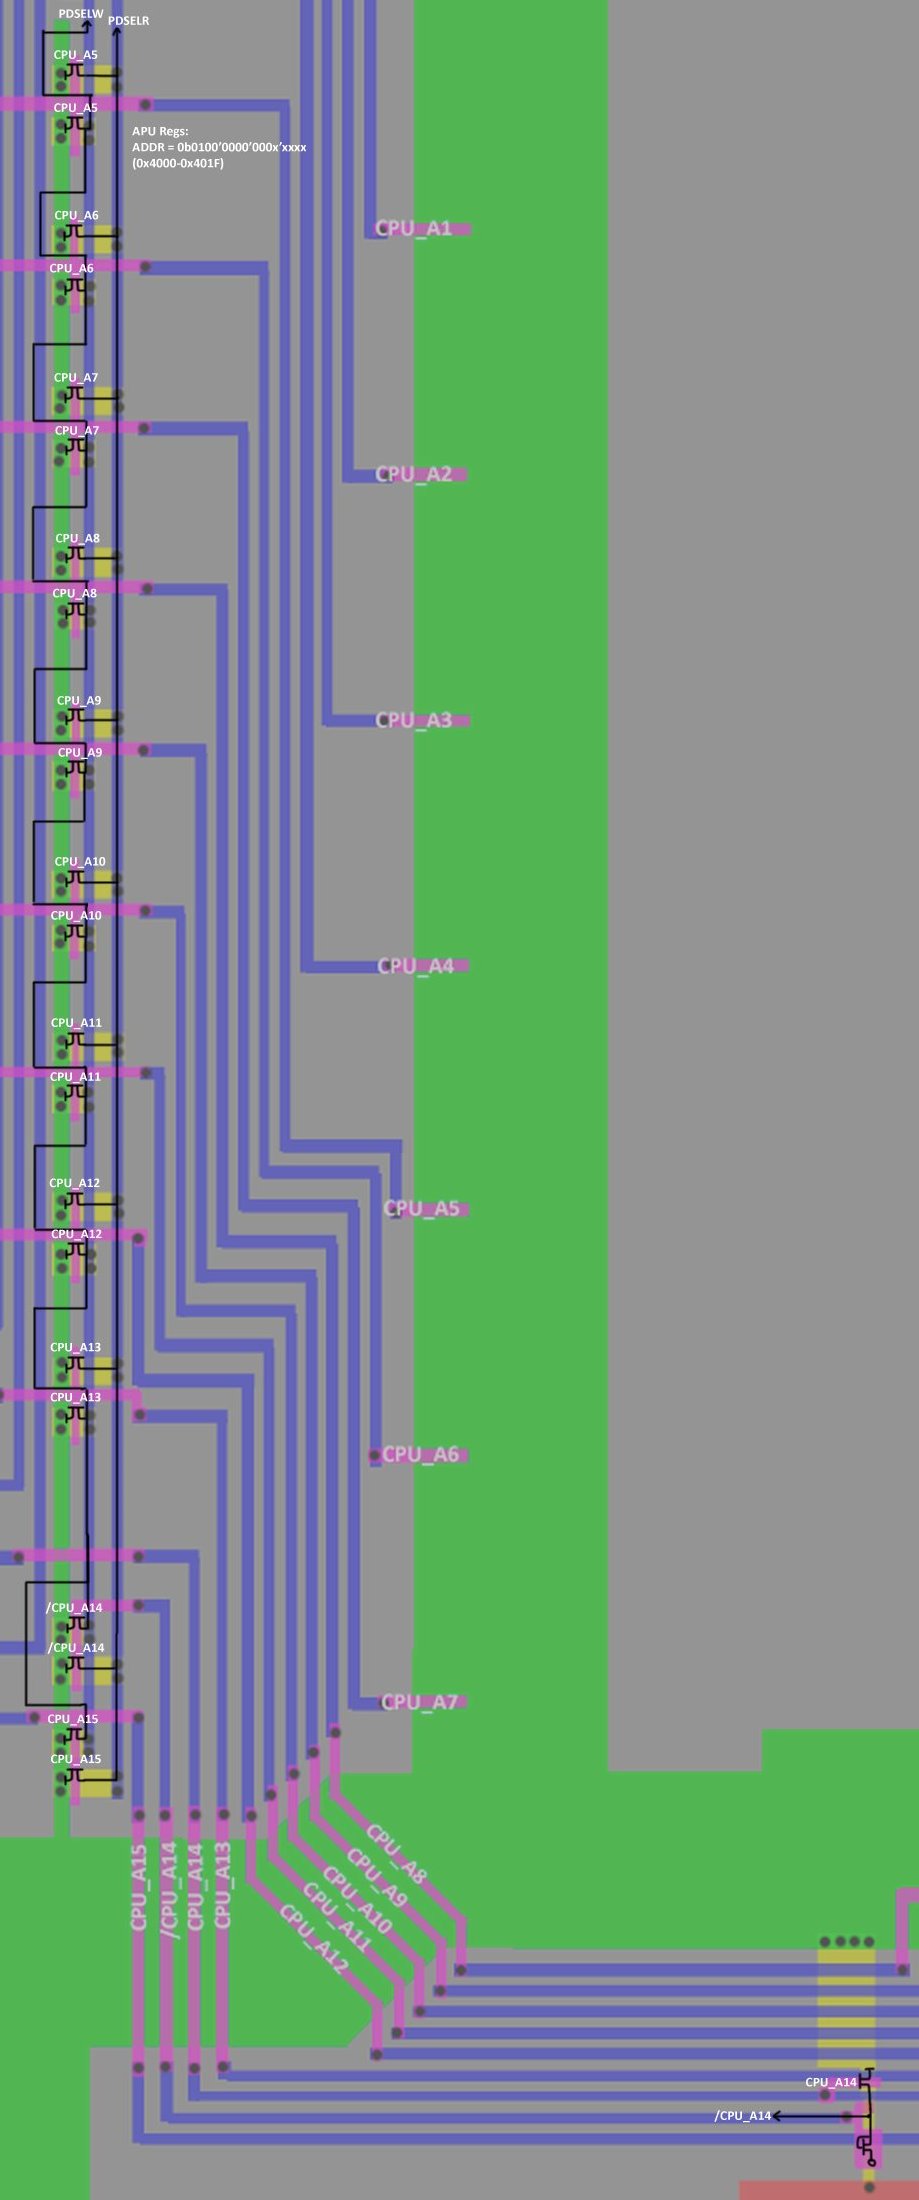 PDSELW
PDSELR
CPU_A5
CPU_A5
APU Regs:
ADDR = 0b0100'0000'000x'xxxx
(0x4000-0x401F)
CPU_A6
CPU_A1
CPU_A6
CPU_A7
CPU_A7
CPU_A2
CPU_A8
CPU_A8
CPU_A9
CPU_A3
CPU_A9
CPU_A10
CPU_A10
CPU_A4
CPU_A11
CPU_A11
CPU_A12
CPU_A5
CPU_A12
CPU_A13
CPU_A13
CPU_A6
/CPU_A14
/CPU_A14
CPU_A7
CPU_A15
CPU_A15
CPU_A15
/CPU_A14
CPU_A14
CPU_A13
CPU_A12
CPU_A11
CPU_A10
CPU_A9
CPU_A8
CPU_A14
/CPU_A14